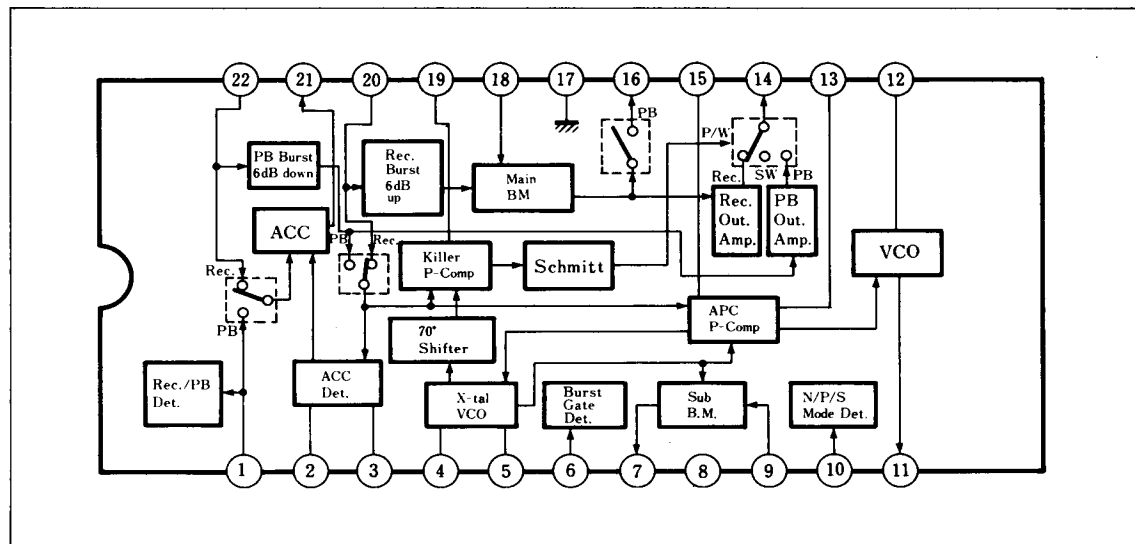 22 21 20 19 18 17 16 15 14 13 12
PB
P/W
PB Burst
6dB down
Rec.
Burst
6dB
up
Main
BM
Rec.
SW
PB
Rec.
Out.
Amp.
PB
Out.
Amp.
ACC
PB
Rec.
Killer
P-Comp
Schmitt
VCO
Rec.
PB
70°
Shifter
APC
P-Comp
Rec./PB
Det.
ACC
Det.
X-tal
VCO
Burst
Gate
Det.
Sub
B.M.
N/P/S
Mode Det.
1 2 3 4 5 6 7 8 9 10 11